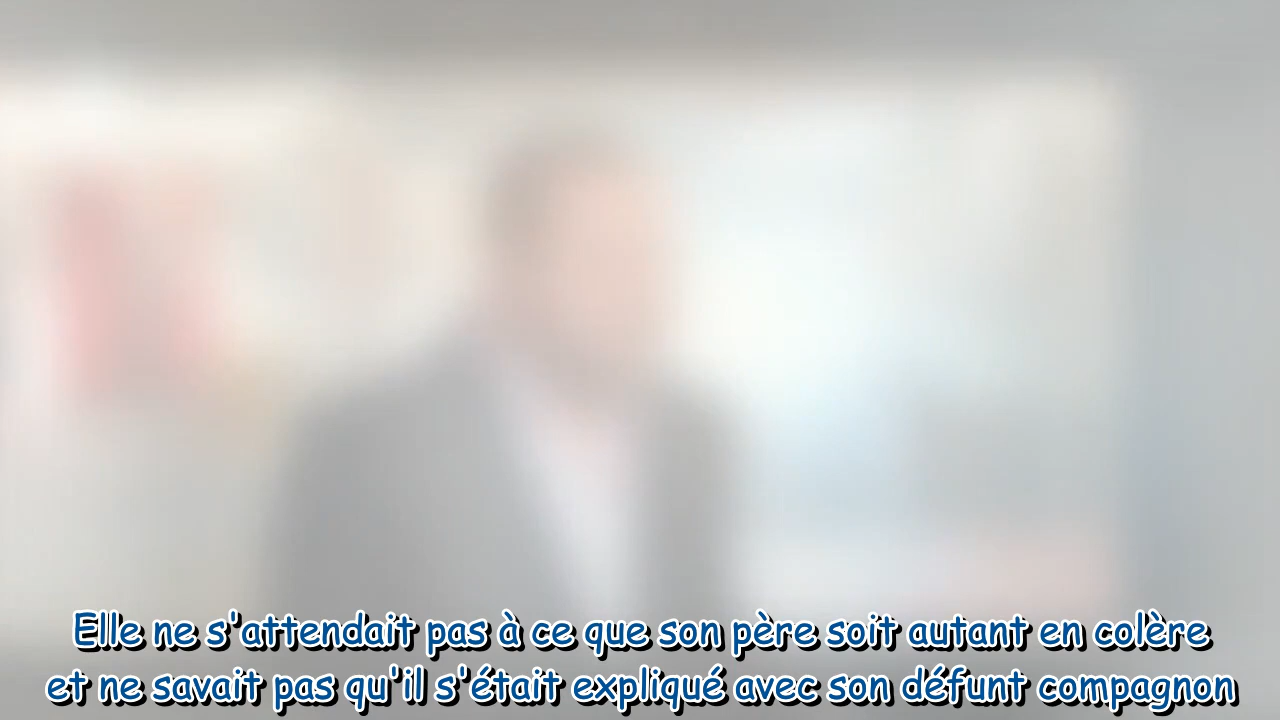 Elle ne s'attendait pas à ce que son père soit autant en colère
et ne savait pas qu'il s'était expliqué avec son défunt compagnon